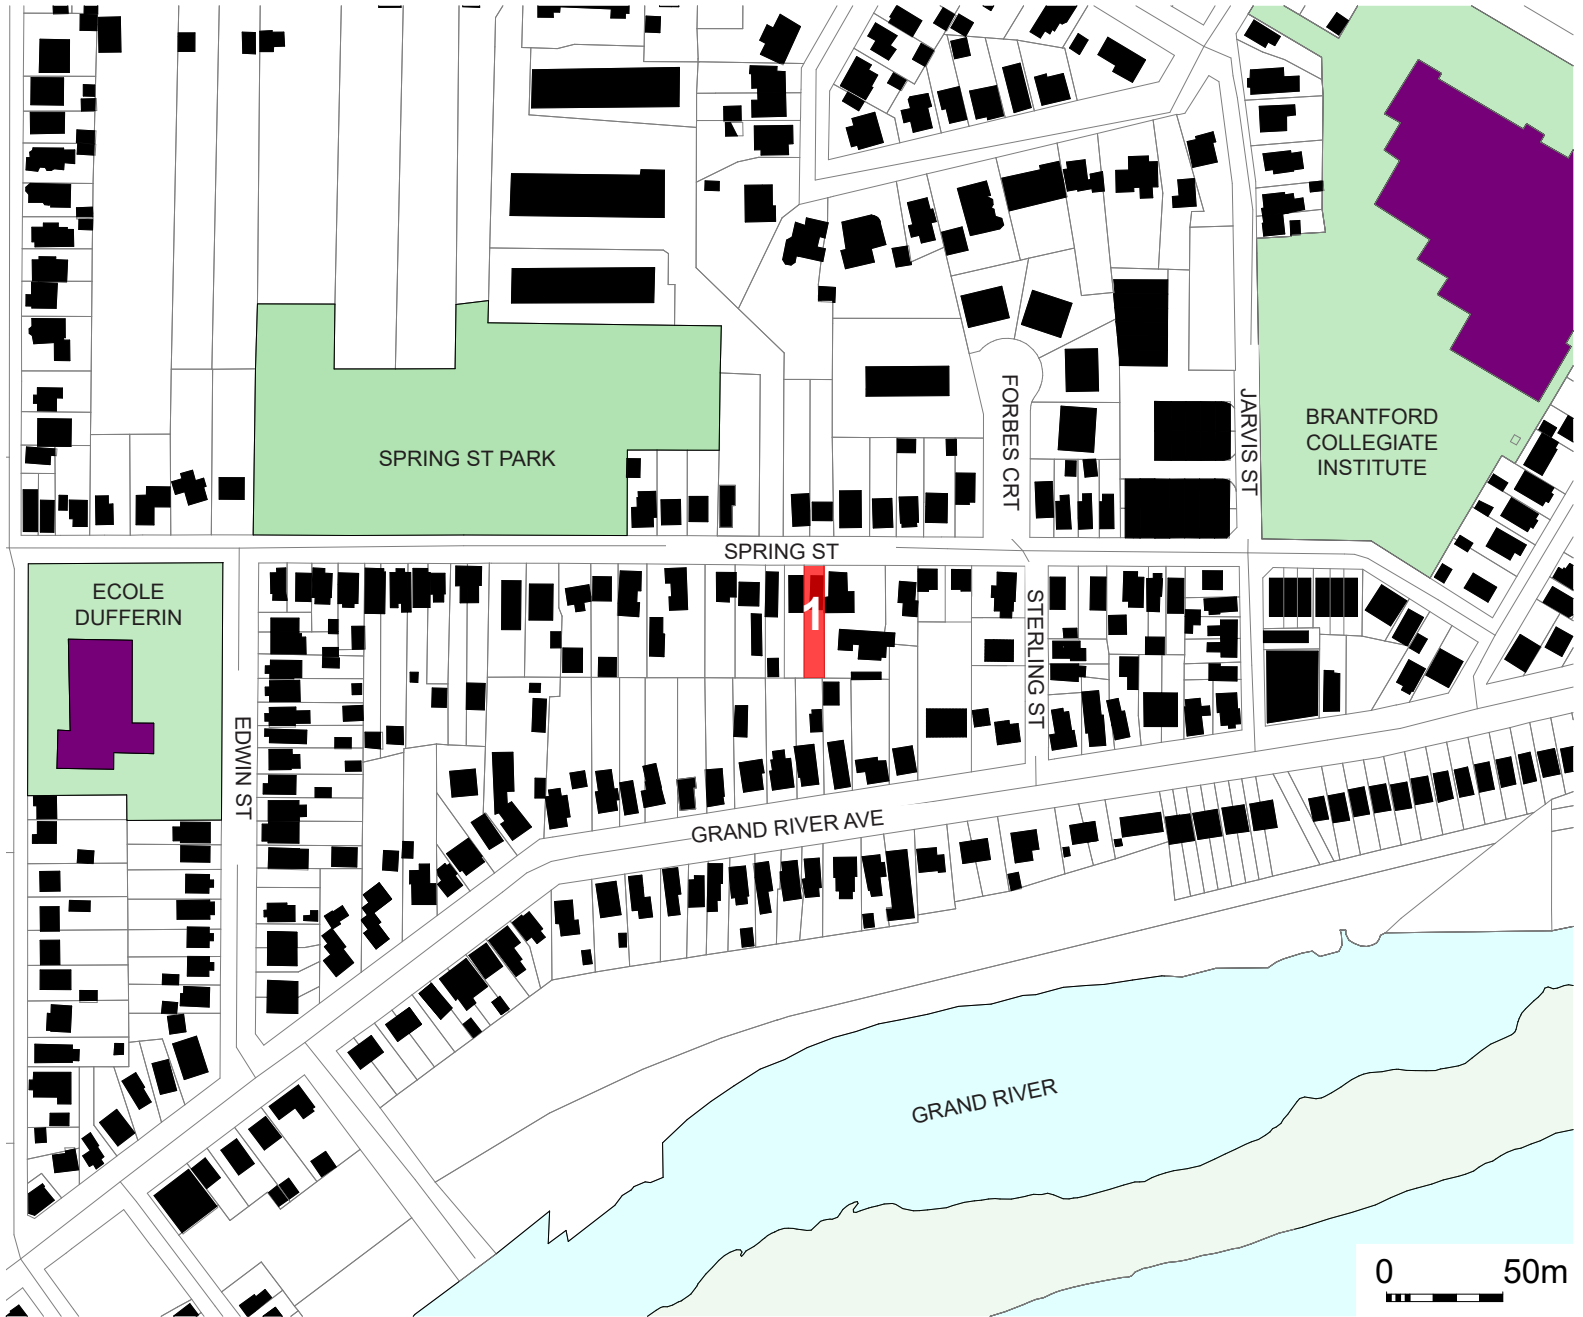 FORBES CRT
JARVIS ST
BRANTFORD
COLLEGIATE
INSTITUTE
SPRING ST PARK
SPRING ST
ECOLE
DUFFERIN
1
STERLING ST
EDWIN ST
GRAND RIVER AVE
GRAND RIVER
0 50m